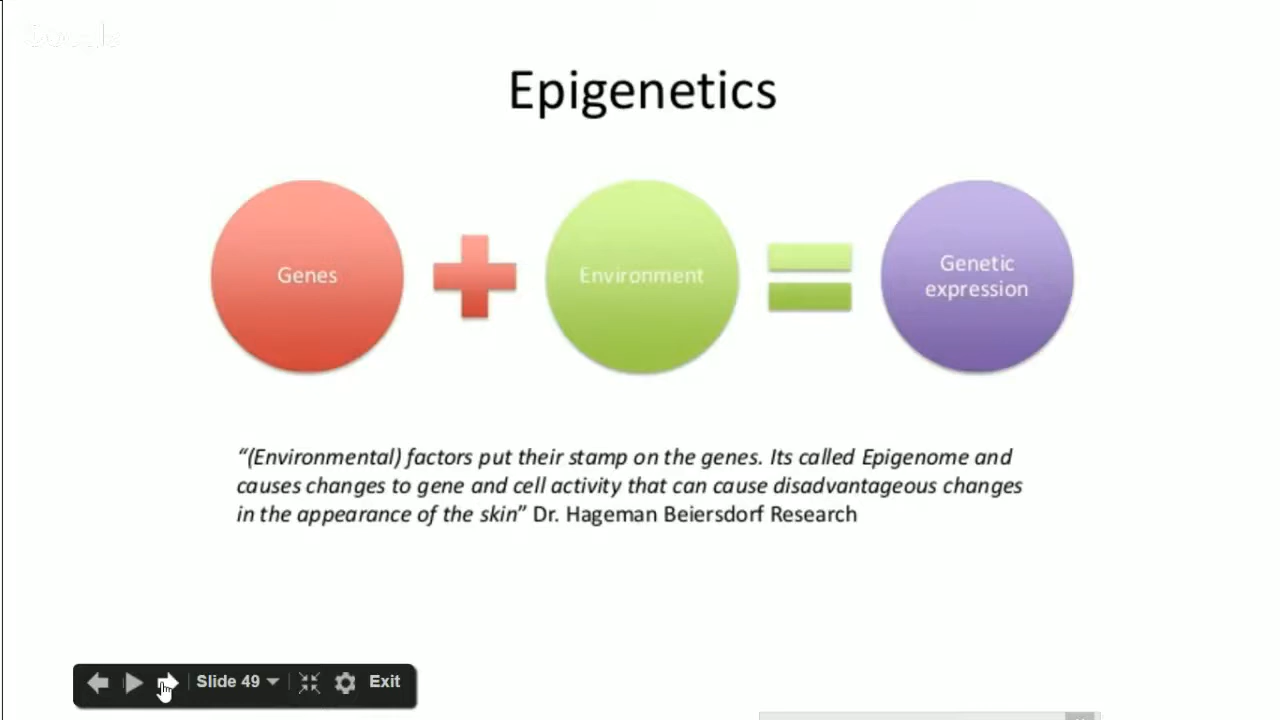 Epigenetics
Genes
Environment
Genetic
expression
“(Environmental) factors put their stamp on the genes. Its called Epigenome and
causes changes to gene and cell activity that can cause disadvantageous changes
in the appearance of the skin” Dr. Hageman Beiersdorf Research
Slide 49
Exit